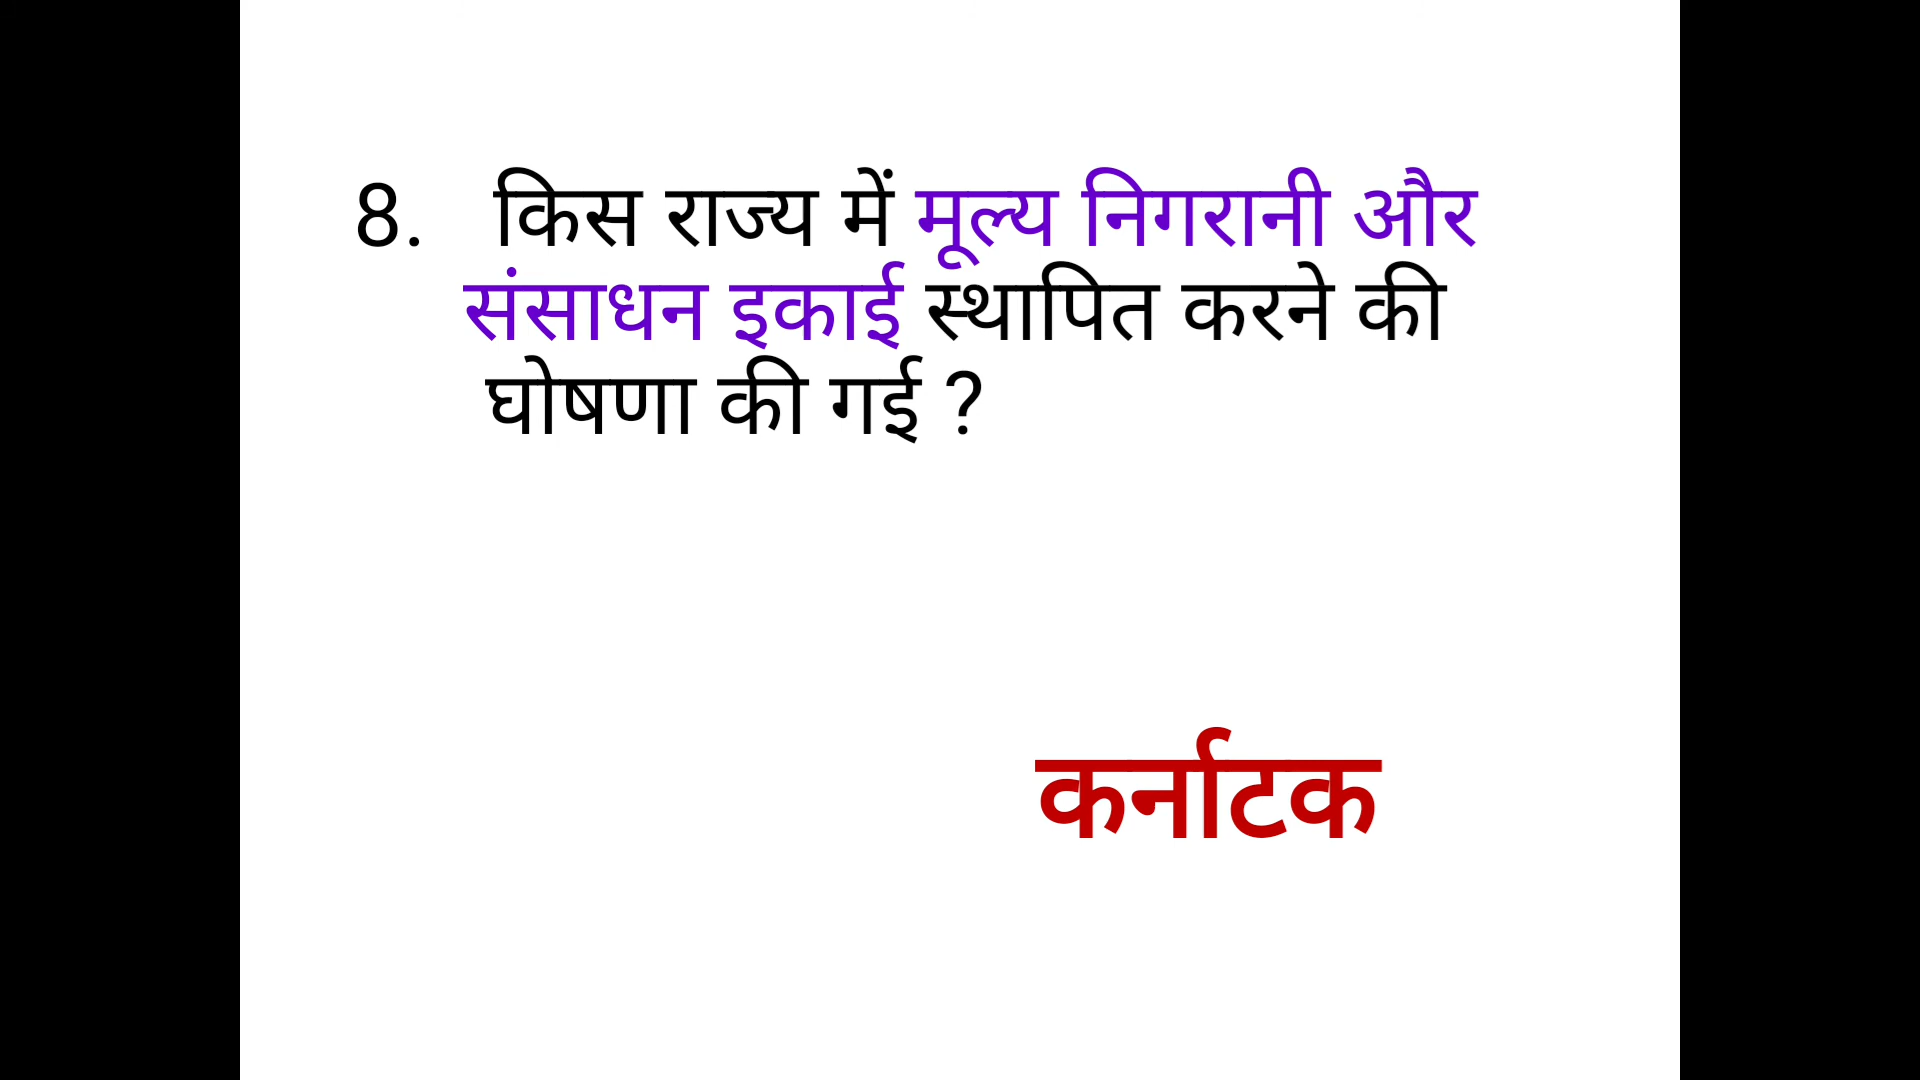 8. किस राज्य में मूल्य निगरानी और
संसाधन इकाई स्थापित करने की
घोषणा की गई ?
कर्नाटक